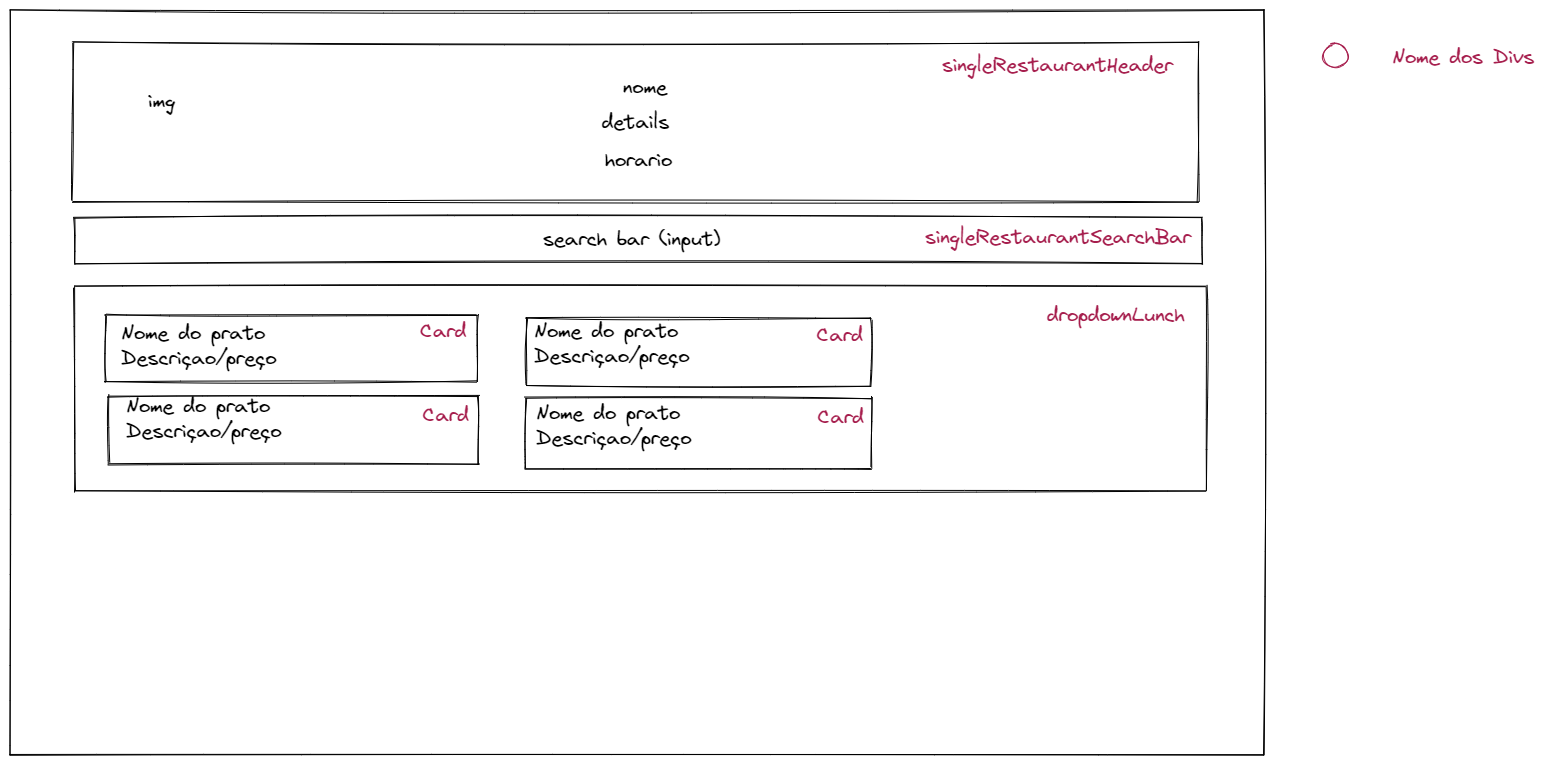 singleRestaurantHeader
img
nome
details
horario
Nome dos Divs
search bar (input)
singleRestaurantSearchBar
dropdownLunch
Nome do prato
Descriçao/preço
Card
Nome do prato
Descriçao/preço
Card
Nome do prato
Descriçao/preço
Card
Nome do prato
Descriçao/preço
Card